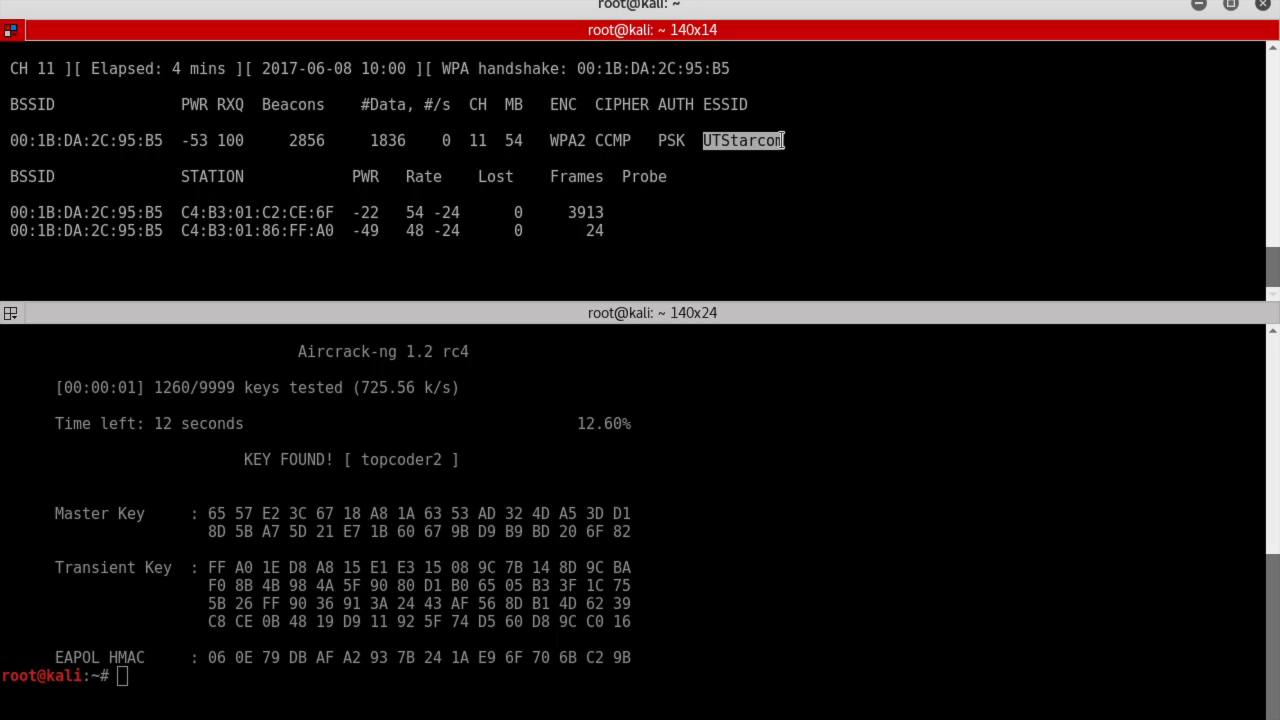 root@kali: ~
root@kali: ~ 140x14
CH 11 ][ Elapsed: 4 mins ][ 2017-06-08 10:00 ][ WPA handshake: 00:1B:DA:2C:95:B5
BSSID PWR RXQ Beacons #Data, #/s CH MB ENC CIPHER AUTH ESSID
00:1B:DA:2C:95:B5 -53 100 2856 1836 0 11 54 WPA2 CCMP PSK UTStarcom
BSSID STATION PWR Rate Lost Frames Probe
00:1B:DA:2C:95:B5 C4:B3:01:C2:CE:6F -22 54 -24 0 3913
00:1B:DA:2C:95:B5 C4:B3:01:86:FF:A0 -49 48 -24 0 24
root@kali: ~ 140x24
Aircrack-ng 1.2 rc4
[00:00:01] 1260/9999 keys tested (725.56 k/s)
Time left: 12 seconds 12.60%
KEY FOUND! [ topcoder2 ]
Master Key : 65 57 E2 3C 67 18 A8 1A 63 53 AD 32 4D A5 3D D1
8D 5B A7 5D 21 E7 1B 60 67 9B D9 B9 BD 20 6F 82
Transient Key : FF A0 1E D8 A8 15 E1 E3 15 08 9C 7B 14 8D 9C BA
F0 8B 4B 98 4A 5F 90 80 D1 B0 65 05 B3 3F 1C 75
5B 26 FF 90 36 91 3A 24 43 AF 56 8D B1 4D 62 39
C8 CE 0B 48 19 D9 11 92 5F 74 D5 60 D8 9C C0 16
EAPOL HMAC : 06 0E 79 DB AF A2 93 7B 24 1A E9 6F 70 6B C2 9B
root@kali:~#